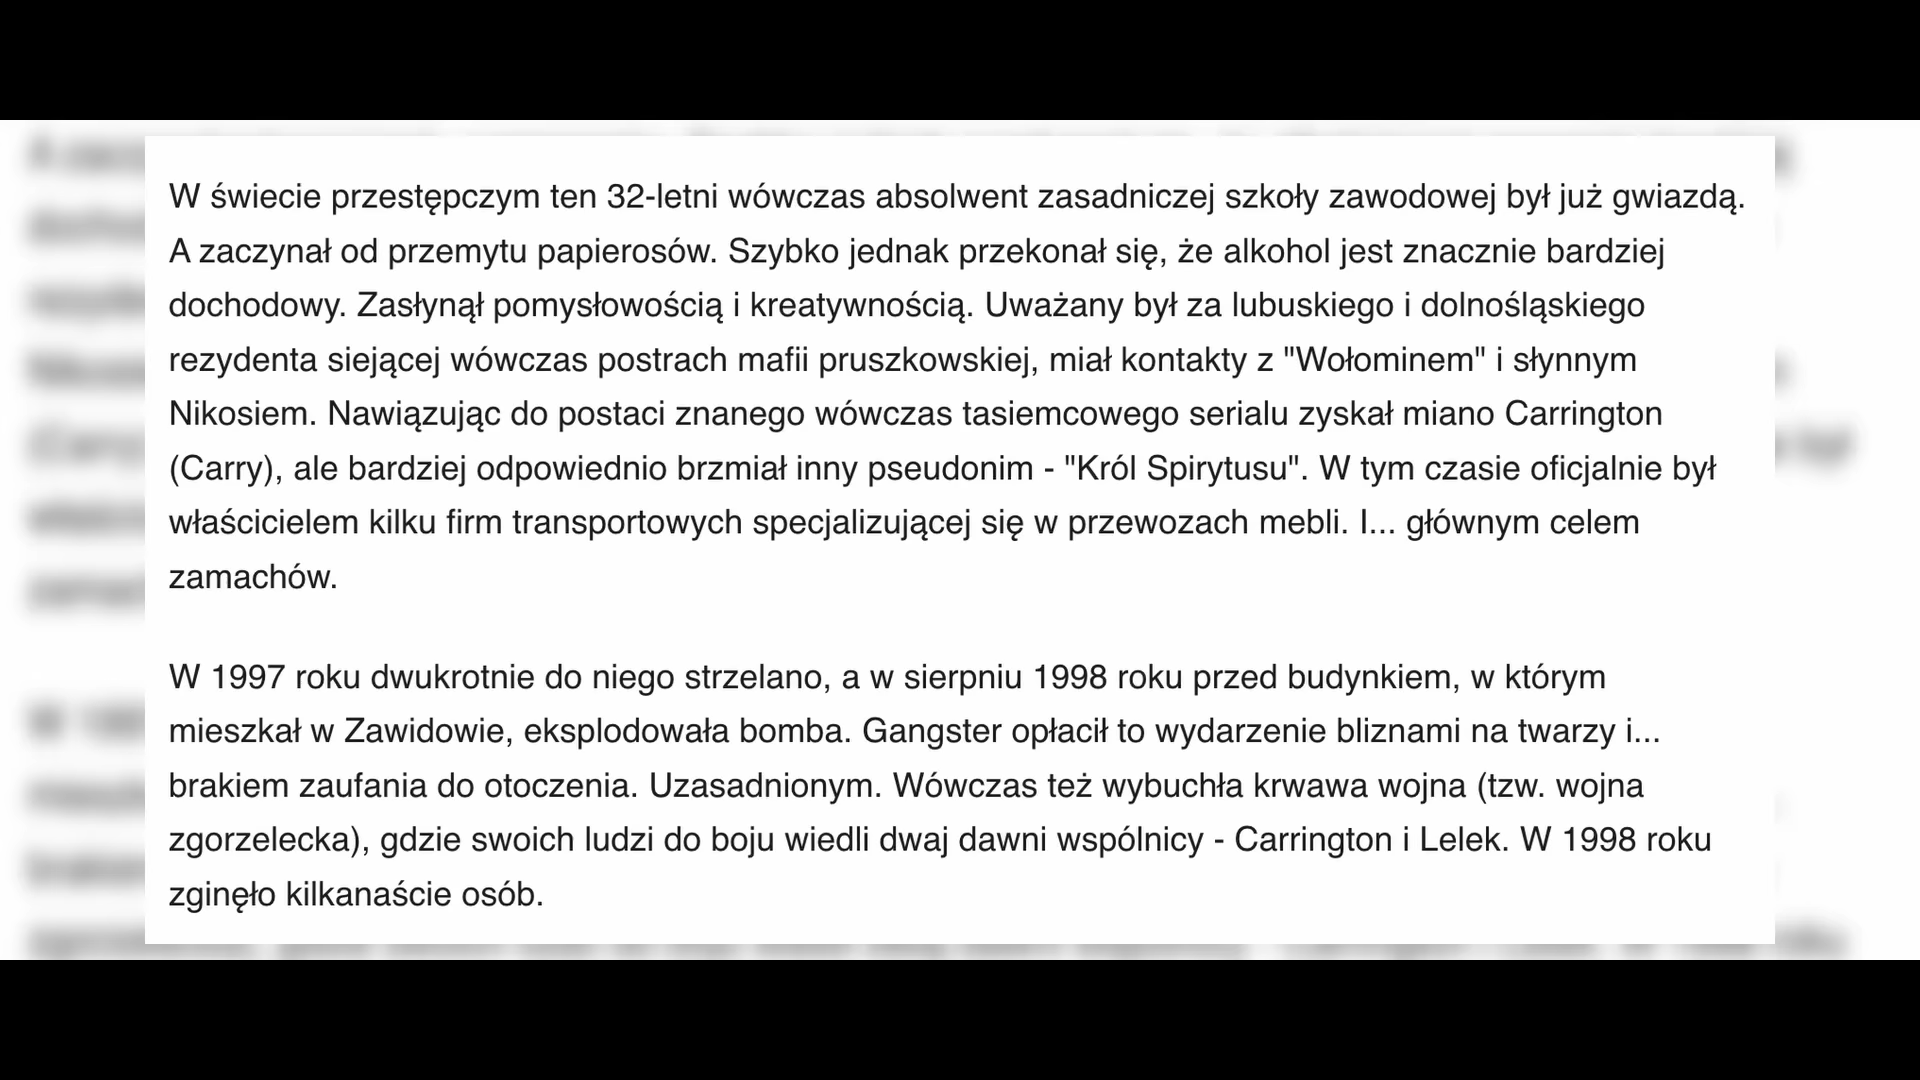 W świecie przestępczym ten 32-letni wówczas absolwent zasadniczej szkoły zawodowej był już gwiazdą.
A zaczynał od przemytu papierosów. Szybko jednak przekonał się, że alkohol jest znacznie bardziej
dochodowy. Zasłynął pomysłowością i kreatywnością. Uważany był za lubuskiego i dolnośląskiego
rezydenta siejącej wówczas postrach mafii pruszkowskiej, miał kontakty z "Wołominem" i słynnym
Nikosiem. Nawiązując do postaci znanego wówczas tasiemcowego serialu zyskał miano Carrington
(Carry), ale bardziej odpowiednio brzmiał inny pseudonim - "Król Spirytusu". W tym czasie oficjalnie był
właścicielem kilku firm transportowych specjalizującej się w przewozach mebli. I... głównym celem
zamachów.
W 1997 roku dwukrotnie do niego strzelano, a w sierpniu 1998 roku przed budynkiem, w którym
mieszkał w Zawidowie, eksplodowała bomba. Gangster opłacił to wydarzenie bliznami na twarzy i...
brakiem zaufania do otoczenia. Uzasadnionym. Wówczas też wybuchła krwawa wojna (tzw. wojna
zgorzelecka), gdzie swoich ludzi do boju wiedli dwaj dawni wspólnicy - Carrington i Lelek. W 1998 roku
zginęło kilkanaście osób.